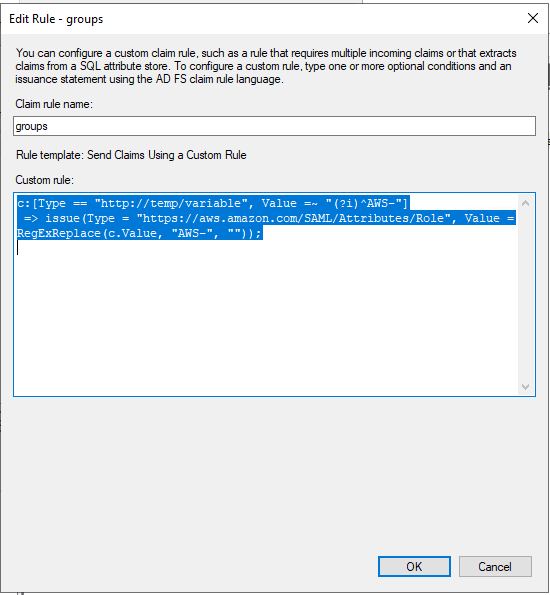 Edit Rule - groups
You can configure a custom claim rule, such as a rule that requires multiple incoming claims or that extracts
claims from a SQL attribute store. To configure a custom rule, type one or more optional conditions and an
issuance statement using the AD FS claim rule language.
Claim rule name:
groups
Rule template: Send Claims Using a Custom Rule
Custom rule:
c:[Type == "http://temp/variable", Value =~ "(?i)^AWS-"]
=> issue(Type = "https://aws.amazon.com/SAML/Attributes/Role", Value =
RegExReplace(c.Value, "AWS-", ""));
OK
Cancel